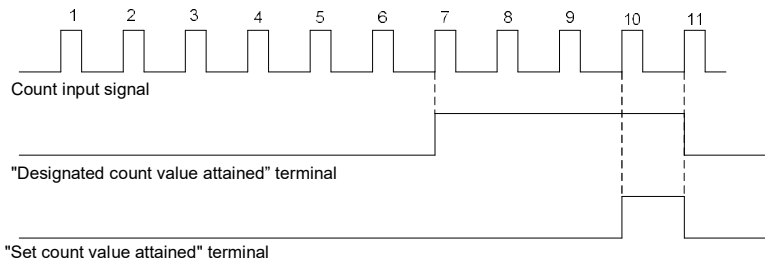 1 2 3 4 5 6 7 8 9 10 11
Count input signal
"Designated count value attained” terminal
"Set count value attained" terminal